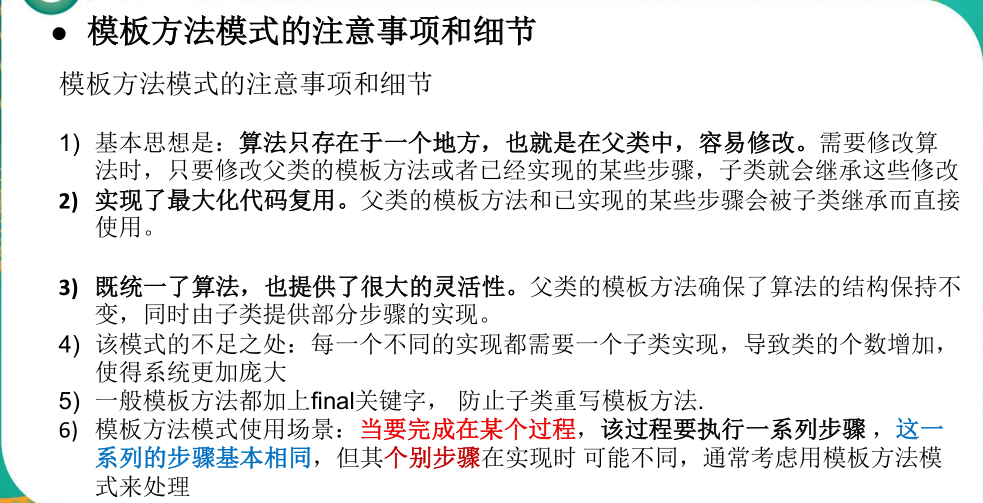 ● 模板方法模式的注意事项和细节
模板方法模式的注意事项和细节
1) 基本思想是：算法只存在于一个地方，也就是在父类中，容易修改。需要修改算
法时，只要修改父类的模板方法或者已经实现的某些步骤，子类就会继承这些修改
2) 实现了最大化代码复用。父类的模板方法和已实现的某些步骤会被子类继承而直接
使用。
3) 既统一了算法，也提供了很大的灵活性。父类的模板方法确保了算法的结构保持不
变，同时由子类提供部分步骤的实现。
4) 该模式的不足之处：每一个不同的实现都需要一个子类实现，导致类的个数增加，
使得系统更加庞大
5) 一般模板方法都加上final关键字， 防止子类重写模板方法.
6) 模板方法模式使用场景：当要完成在某个过程，该过程要执行一系列步骤 ，这一
系列的步骤基本相同，但其个别步骤在实现时 可能不同，通常考虑用模板方法模
式来处理